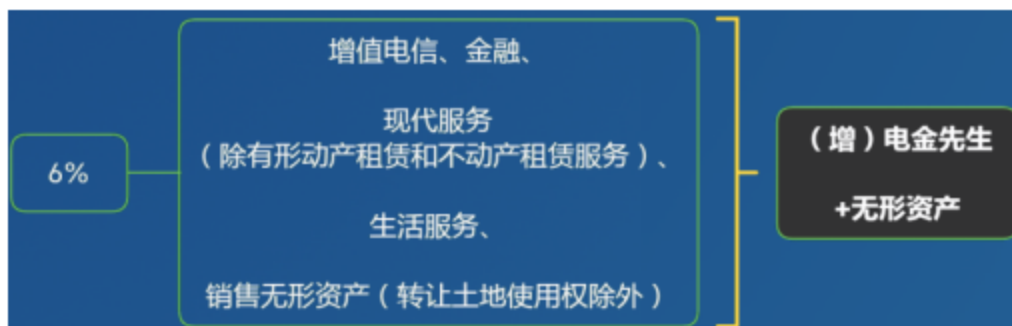 6%
增值电信、金融、
现代服务
（除有形动产租赁和不动产租赁服务）、
生活服务、
销售无形资产（转让土地使用权除外）
（增）电金先生
+无形资产